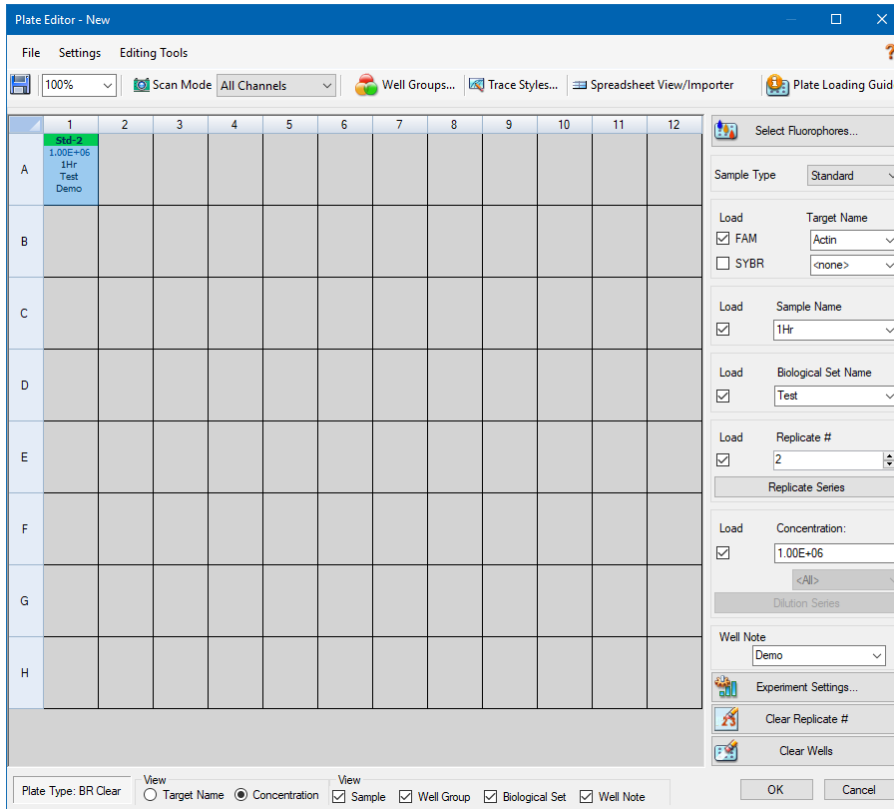 Plate Editor - New
File Settings Editing Tools ?
100% Scan Mode All Channels Well Groups... Trace Styles... Spreadsheet View/Importer Plate Loading Guid
1 2 3 4 5 6 7 8 9 10 11 12
A
Std-2
1.00E+06
1Hr
Test
Demo
B
C
D
E
F
G
H
Select Fluorophores...
Sample Type Standard
Load Target Name
FAM Actin
SYBR <none>
Load Sample Name
1Hr
Load Biological Set Name
Test
Load Replicate #
2
Replicate Series
Load Concentration:
1.00E+06
<All>
Dilution Series
Well Note
Demo
Experiment Settings...
Clear Replicate #
Clear Wells
Plate Type: BR Clear
View
Target Name Concentration
View
Sample Well Group Biological Set Well Note
OK Cancel